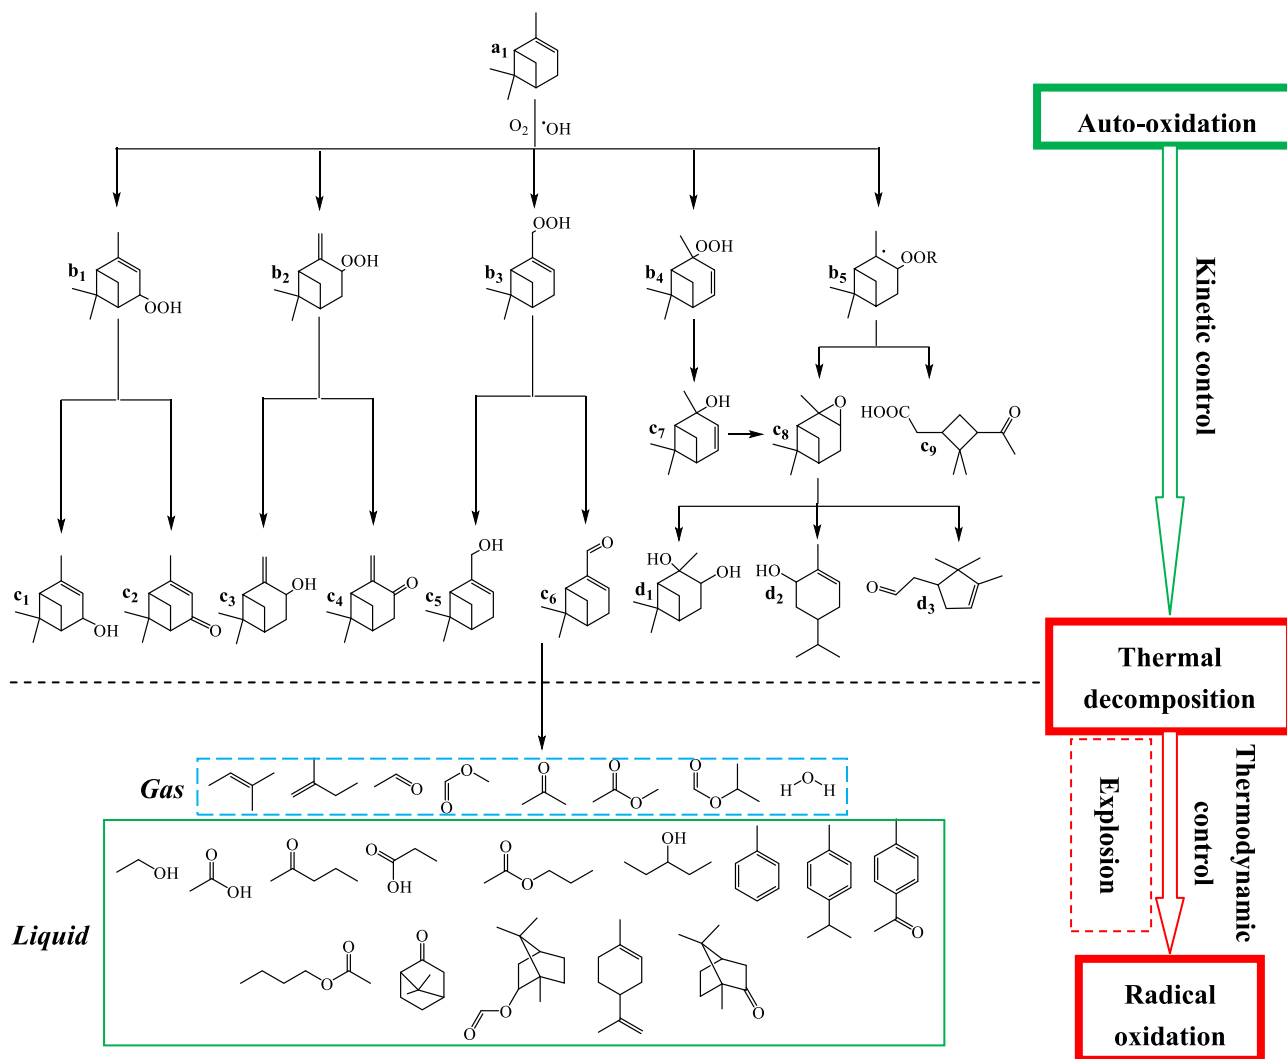 a1
O2 ·OH
Auto-oxidation
b1
OOH
b2
OOH
b3
OOH
b4
OOH
b5
OOR
Kinetic control
c7
OH
c8
O
HOOC
O
c9
c1
OH
c2
O
c3
OH
c4
O
c5
OH
c6
O
d1
HO
OH
d2
HO
d3
O
Thermal
decomposition
Gas
O
O
O
O
O
O
O
O
H O H
Explosion
Thermodynamic
control
Liquid
OH
O
OH
O
O
OH
O
O
OH
O
O
O
O
O
O
O
Radical
oxidation